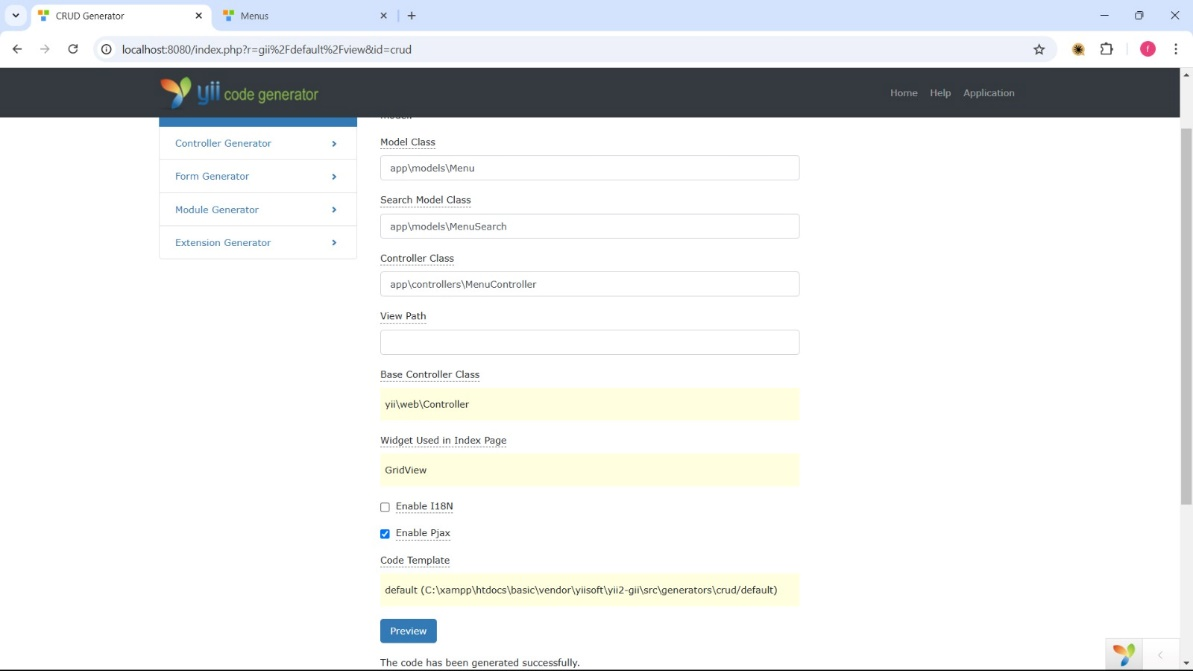 CRUD Generator
Menus
localhost:8080/index.php?r=gii%2Fdefault%2Fview&id=crud
yii code generator
Home Help Application
Controller Generator
Form Generator
Module Generator
Extension Generator
Model Class
app\models\Menu
Search Model Class
app\models\MenuSearch
Controller Class
app\controllers\MenuController
View Path
Base Controller Class
yii\web\Controller
Widget Used in Index Page
GridView
Enable I18N
Enable Pjax
Code Template
default (C:\xampp\htdocs\basic\vendor\yiisoft\yii2-gii\src\generators\crud/default)
Preview
The code has been generated successfully.